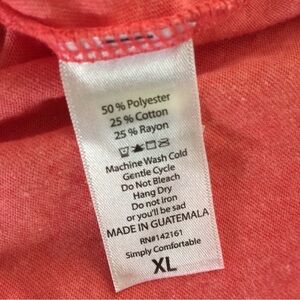 50% Polyester
25% Cotton
25% Rayon
Machine Wash Cold
Gentle Cycle
Do Not Bleach
Hang Dry
Do not Iron
or you'll be sad
MADE IN GUATEMALA
RN#142161
Simply Comfortable
XL